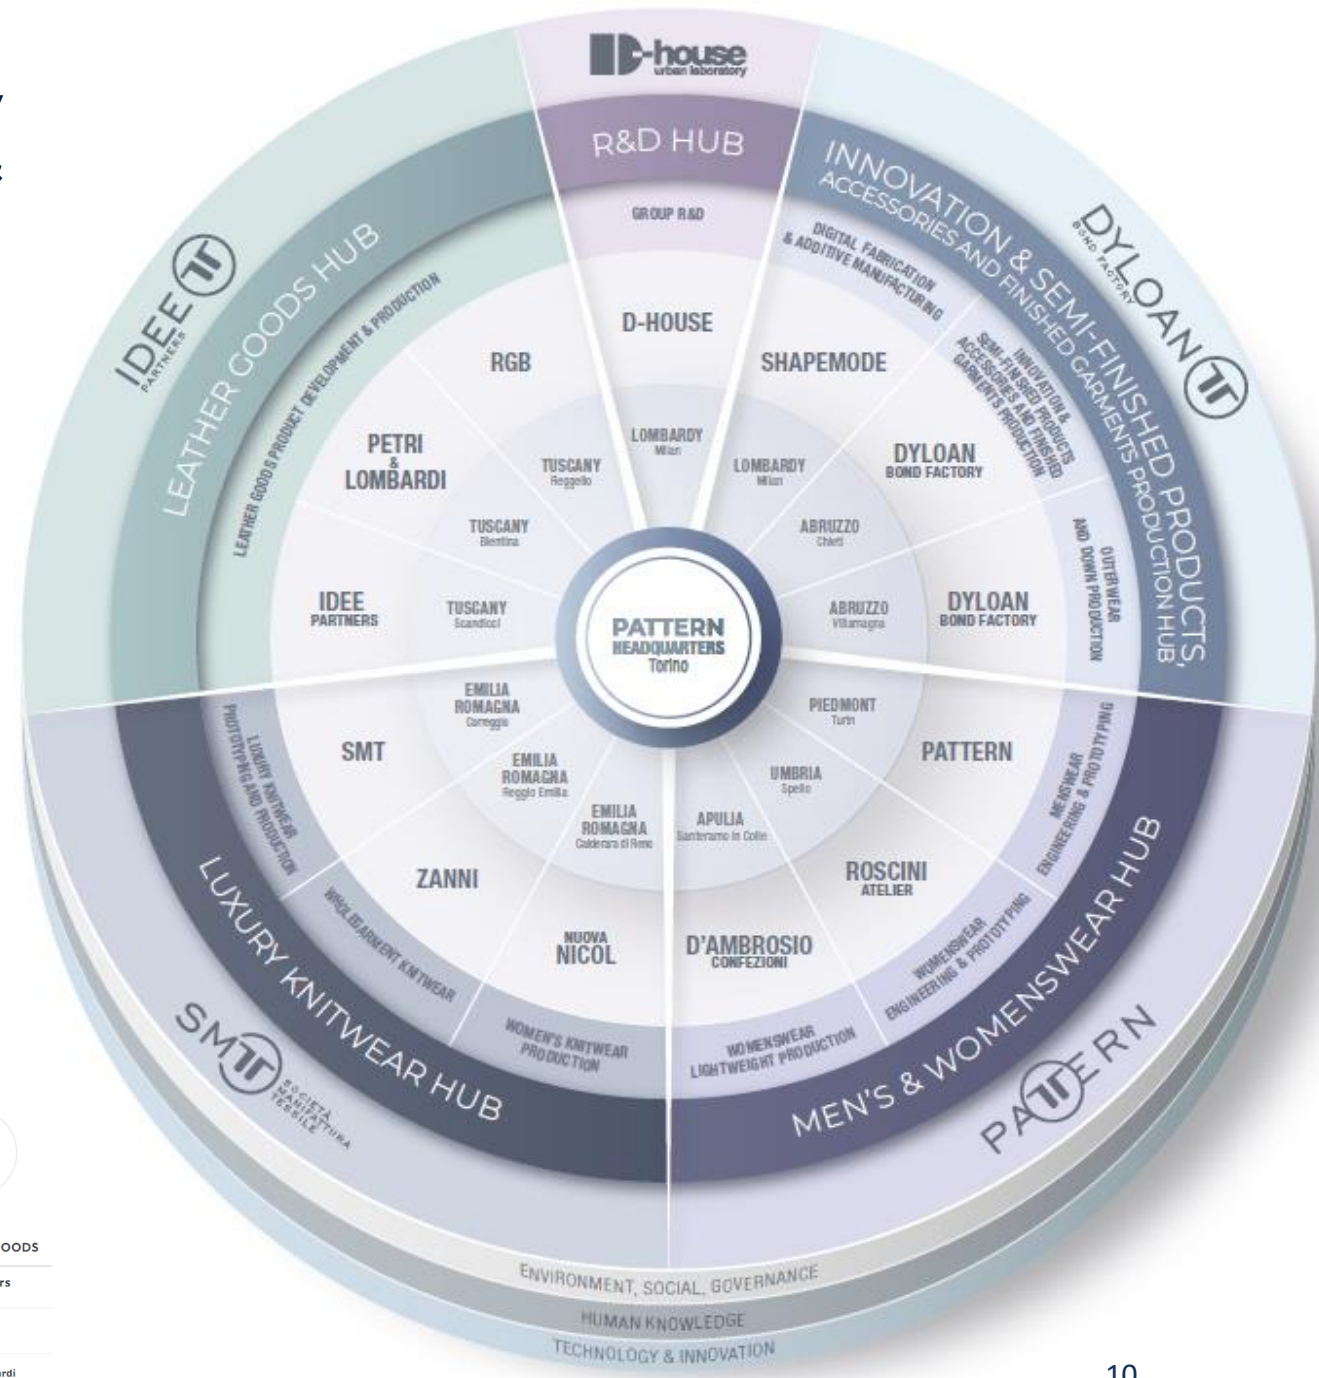 D-house
urban laboratory
R&D HUB
GROUP R&D
D-HOUSE
LOMBARDY
Milan
DYLOAN
BOND FACTORY
INNOVATION & SEMI-FINISHED PRODUCTS,
ACCESSORIES AND FINISHED GARMENTS PRODUCTION HUB
DIGITAL FABRICATION
& ADDITIVE MANUFACTURING
SHAPEMODE
LOMBARDY
Milan
INNOVATION &
SEMI-FINISHED PRODUCTS
ACCESSORIES AND FINISHED
GARMENTS PRODUCTION
DYLOAN
BOND FACTORY
ABRUZZO
Chieti
OUTERWEAR
AND DOWN PRODUCTION
DYLOAN
BOND FACTORY
ABRUZZO
Villamagna
PATTERN
MEN'S & WOMENSWEAR HUB
MENSWEAR
ENGINEERING & PROTOTYPING
PATTERN
PIEDMONT
Turin
WOMENSWEAR
ENGINEERING & PROTOTYPING
ROSCINI
ATELIER
UMBRIA
Spello
WOMENSWEAR
LIGHTWEIGHT PRODUCTION
D'AMBROSIO
CONFEZIONI
APULIA
Santeramo in Colle
SMT
SOCIETÀ
MANIFATTURA
TESSILE
LUXURY KNITWEAR HUB
WOMEN'S KNITWEAR
PRODUCTION
NUOVA
NICOL
EMILIA
ROMAGNA
Calderara di Reno
WHOLEGARMENT KNITWEAR
ZANNI
EMILIA
ROMAGNA
Reggio Emilia
LUXURY KNITWEAR
PROTOTYPING AND PRODUCTION
SMT
EMILIA
ROMAGNA
Correggio
IDEE
PARTNERS
LEATHER GOODS HUB
LEATHER GOODS PRODUCT DEVELOPMENT & PRODUCTION
IDEE
PARTNERS
TUSCANY
Scandicci
PETRI
&
LOMBARDI
TUSCANY
Bientina
RGB
TUSCANY
Reggello
PATTERN
HEADQUARTERS
Torino
ENVIRONMENT, SOCIAL, GOVERNANCE
HUMAN KNOWLEDGE
TECHNOLOGY & INNOVATION
OODS
rs
rdi
10